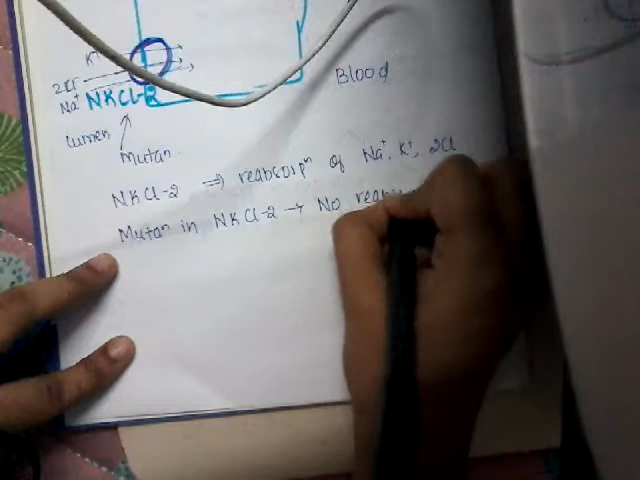 K+
2Cl-
Na+ NKCl-2
lumen
Blood
Mutan
NKCl-2 ⇒ reabsorpn of Na+, K+, 2Cl
Mutan in NKCl-2 → No